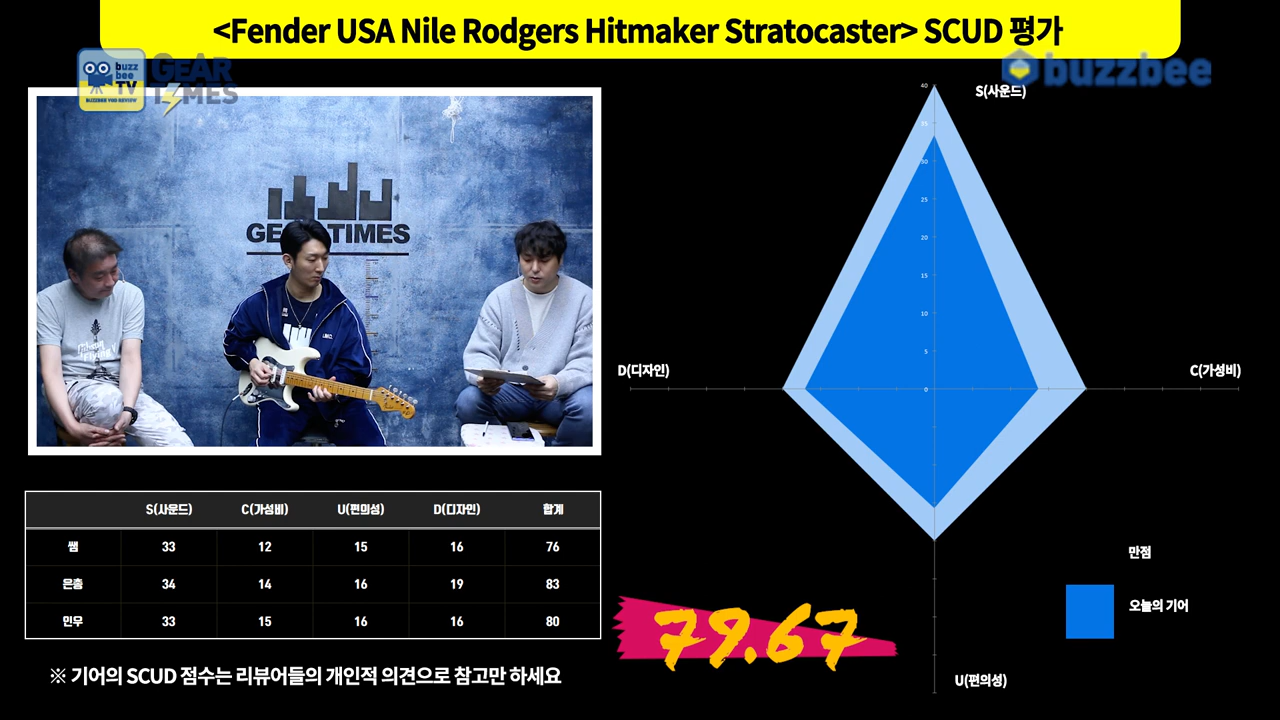 <Fender USA Nile Rodgers Hitmaker Stratocaster> SCUD 평가
buzz bee TV
BUZZBEE VOD REVIEW
GEAR TIMES
buzzbee
GEAR TIMES
S(사운드)
40
35
30
25
20
15
10
5
0
D(디자인)
C(가성비)
U(편의성)
만점
오늘의 기어
S(사운드) C(가성비) U(편의성) D(디자인) 합계
쌤 33 12 15 16 76
은총 34 14 16 19 83
민우 33 15 16 16 80
79.67
※ 기어의 SCUD 점수는 리뷰어들의 개인적 의견으로 참고만 하세요